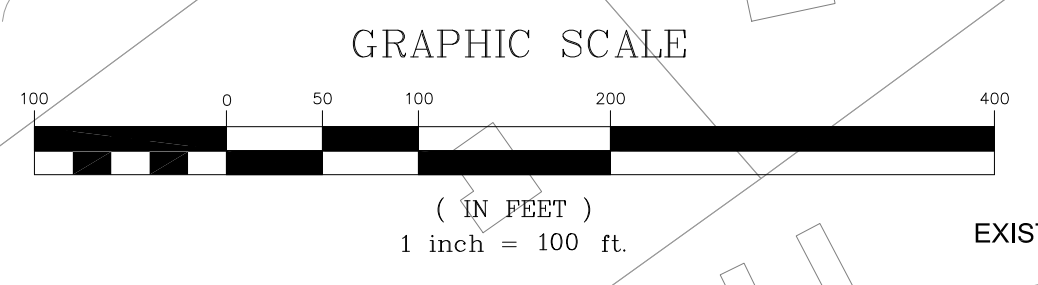 GRAPHIC SCALE
100 0 50 100 200 400
( IN FEET )
1 inch = 100 ft.
EXIS